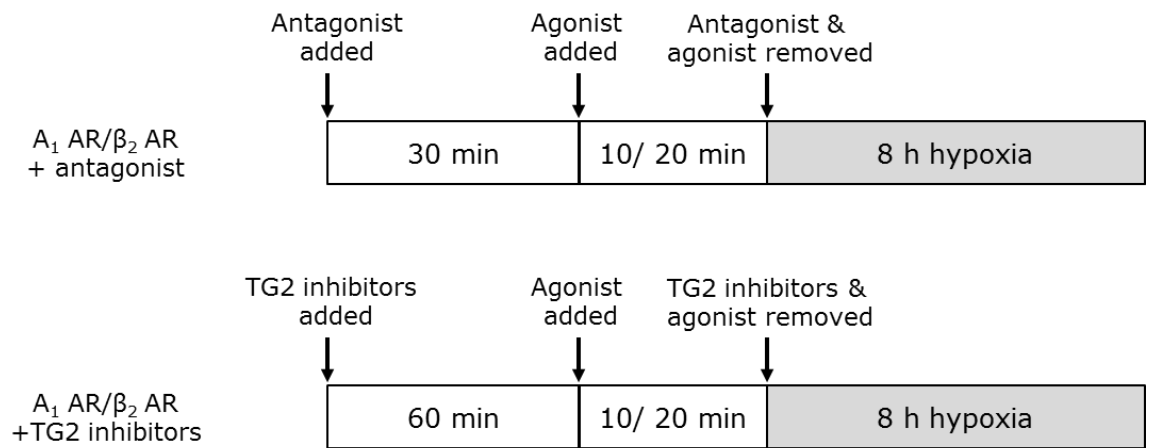 Antagonist
added
Agonist
added
Antagonist &
agonist removed
A₁ AR/β₂ AR
+ antagonist
30 min
10/ 20 min
8 h hypoxia
TG2 inhibitors
added
Agonist
added
TG2 inhibitors &
agonist removed
A₁ AR/β₂ AR
+TG2 inhibitors
60 min
10/ 20 min
8 h hypoxia